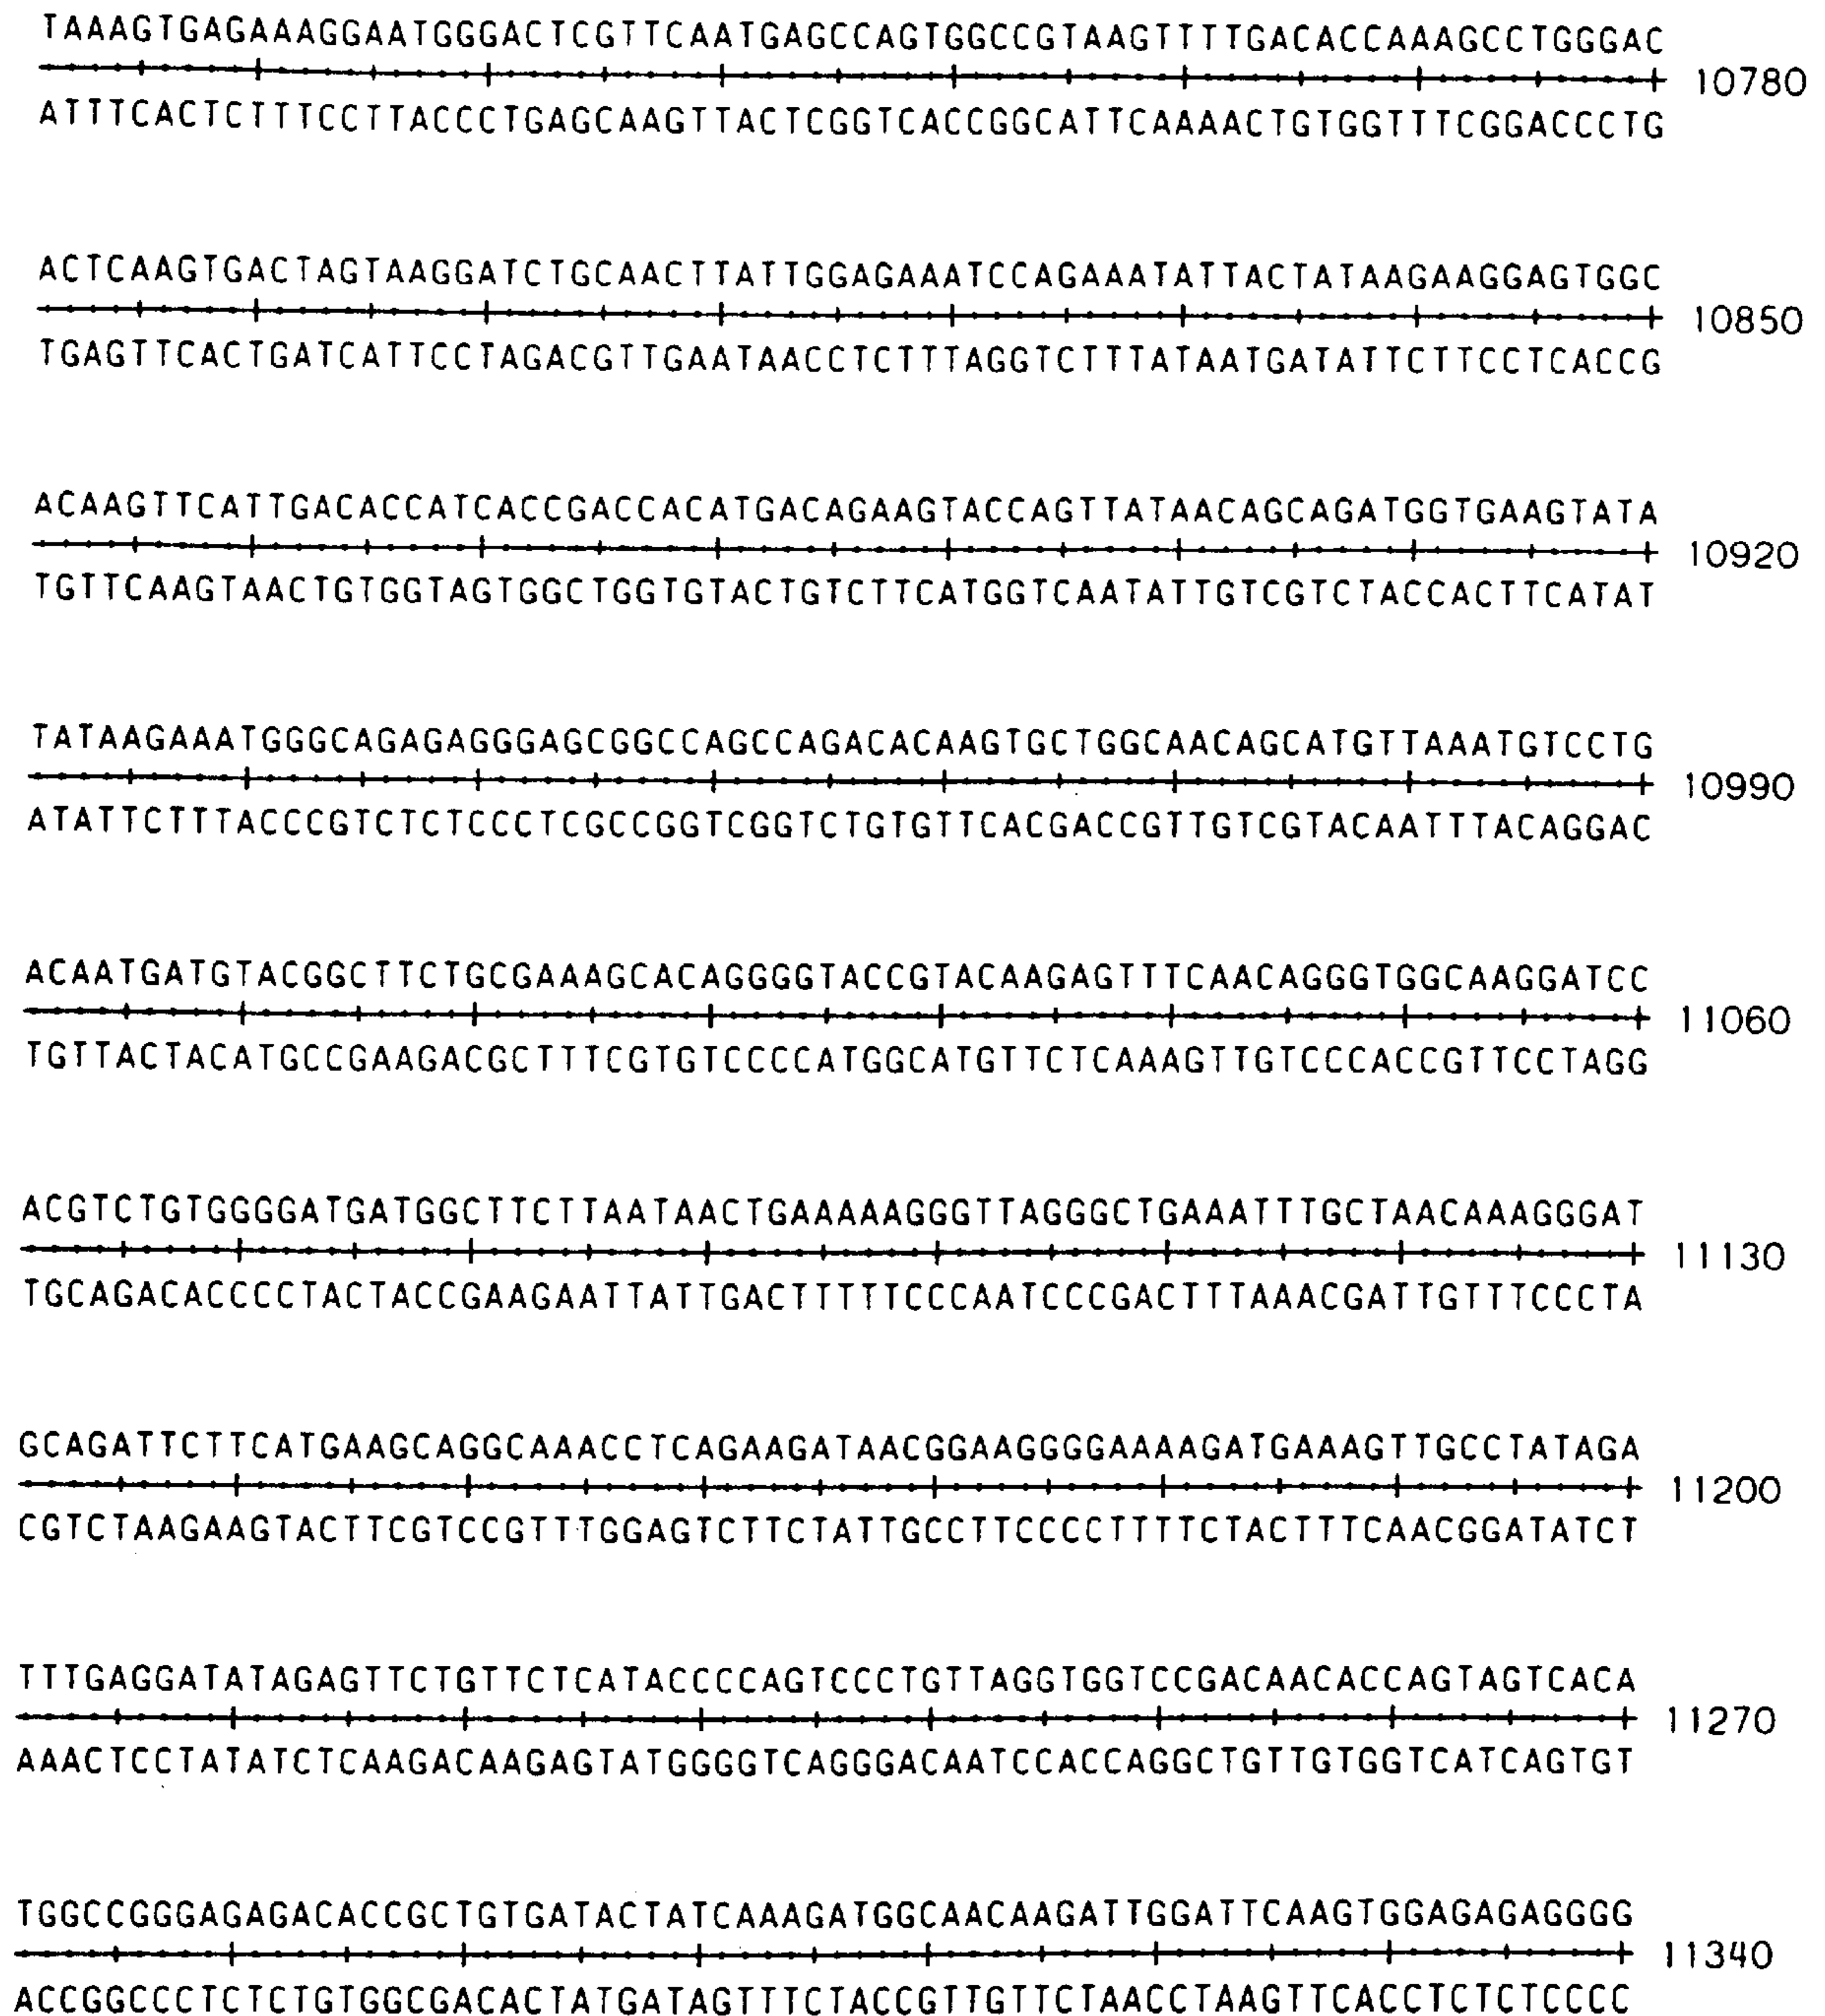 TAAAGTGAGAAAGGAATGGGACTCGTTCAATGAGCCAGTGGCCGTAAGTTTTGACACCAAAGCCTGGGAC
10780
ATTTCACTCTTTCCTTACCCTGAGCAAGTTACTCGGTCACCGGCATTCAAAACTGTGGTTTCGGACCCTG
ACTCAAGTGACTAGTAAGGATCTGCAACTTATTGGAGAAATCCAGAAATATTACTATAAGAAGGAGTGGC
10850
TGAGTTCACTGATCATTCCTAGACGTTGAATAACCTCTTTAGGTCTTTATAATGATATTCTTCCTCACCG
ACAAGTTCATTGACACCATCACCGACCACATGACAGAAGTACCAGTTATAACAGCAGATGGTGAAGTATA
10920
TGTTCAAGTAACTGTGGTAGTGGCTGGTGTACTGTCTTCATGGTCAATATTGTCGTCTACCACTTCATAT
TATAAGAAATGGGCAGAGAGGGAGCGGCCAGCCAGACACAAGTGCTGGCAACAGCATGTTAAATGTCCTG
10990
ATATTCTTTACCCGTCTCTCCCTCGCCGGTCGGTCTGTGTTCACGACCGTTGTCGTACAATTTACAGGAC
ACAATGATGTACGGCTTCTGCGAAAGCACAGGGGTACCGTACAAGAGTTTCAACAGGGTGGCAAGGATCC
11060
TGTTACTACATGCCGAAGACGCTTTCGTGTCCCCATGGCATGTTCTCAAAGTTGTCCCACCGTTCCTAGG
ACGTCTGTGGGGATGATGGCTTCTTAATAACTGAAAAAGGGTTAGGGCTGAAATTTGCTAACAAAGGGAT
11130
TGCAGACACCCCTACTACCGAAGAATTATTGACTTTTTCCCAATCCCGACTTTAAACGATTGTTTCCCTA
GCAGATTCTTCATGAAGCAGGCAAACCTCAGAAGATAACGGAAGGGGAAAAGATGAAAGTTGCCTATAGA
11200
CGTCTAAGAAGTACTTCGTCCGTTTGGAGTCTTCTATTGCCTTCCCCTTTTCTACTTTCAACGGATATCT
TTTGAGGATATAGAGTTCTGTTCTCATACCCCAGTCCCTGTTAGGTGGTCCGACAACACCAGTAGTCACA
11270
AAACTCCTATATCTCAAGACAAGAGTATGGGGTCAGGGACAATCCACCAGGCTGTTGTGGTCATCAGTGT
TGGCCGGGAGAGACACCGCTGTGATACTATCAAAGATGGCAACAAGATTGGATTCAAGTGGAGAGAGGGG
11340
ACCGGCCCTCTCTGTGGCGACACTATGATAGTTTCTACCGTTGTTCTAACCTAAGTTCACCTCTCTCCCC